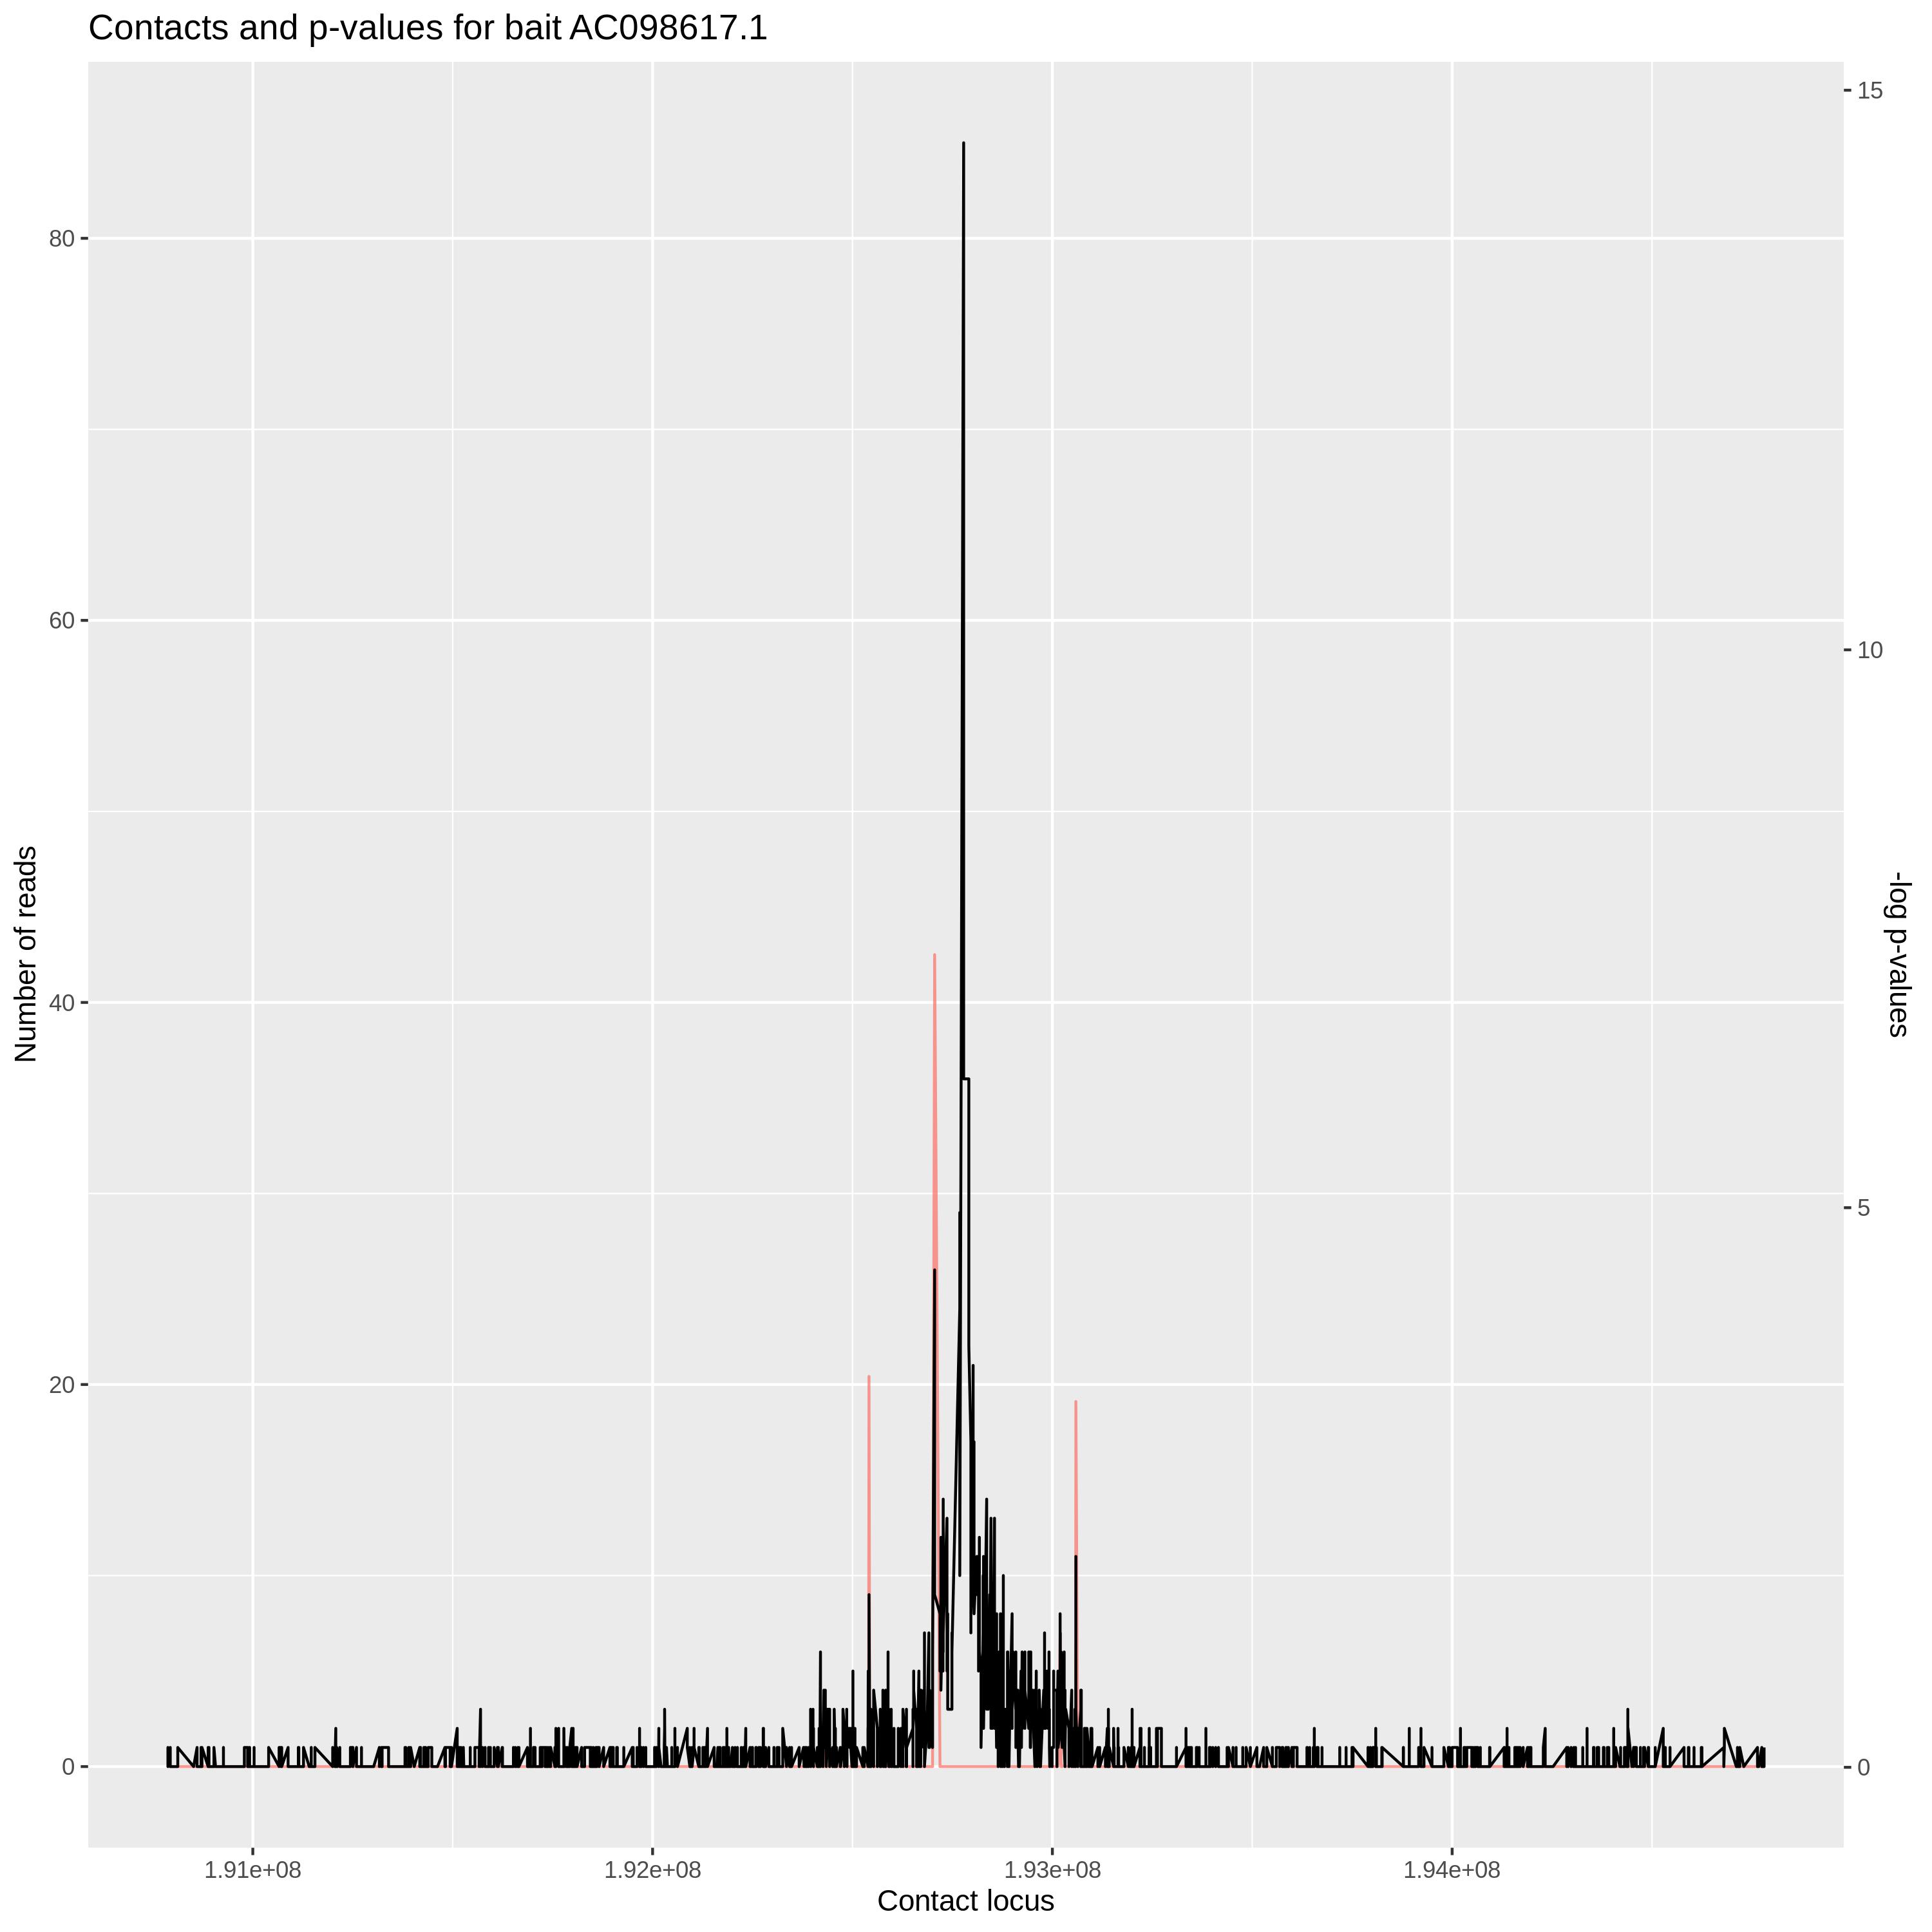 Contacts and p-values for bait AC098617.1
15
80
60
10
Number of reads
-log p-values
40
5
20
0
0
1.91e+08
1.92e+08
1.93e+08
1.94e+08
Contact locus